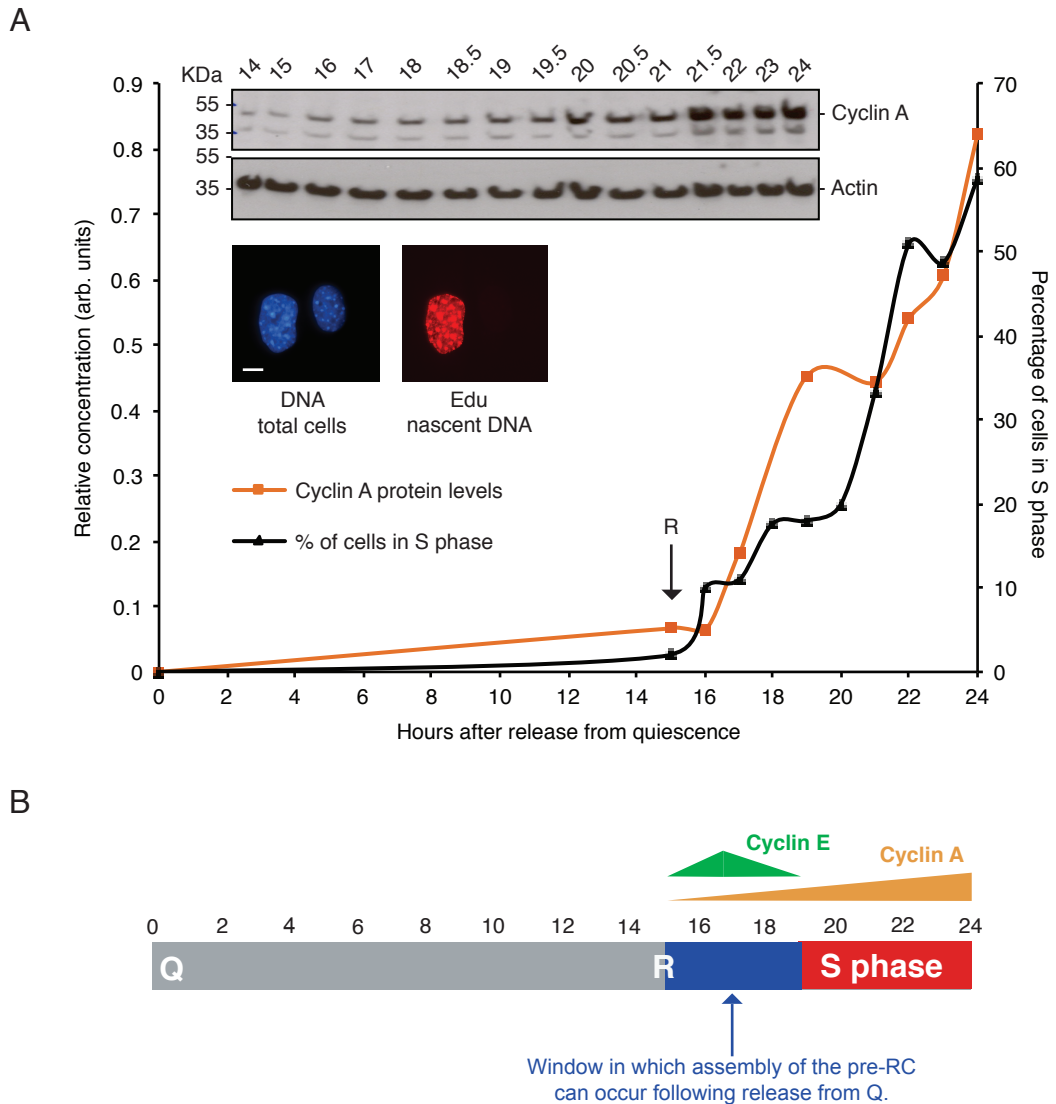 A
KDa 14 15 16 17 18 18.5 19 19.5 20 20.5 21 21.5 22 23 24
55
35
Cyclin A
55
35
Actin
DNA
total cells
Edu
nascent DNA
Cyclin A protein levels
% of cells in S phase
R
Relative concentration (arb. units)
0.9
0.8
0.7
0.6
0.5
0.4
0.3
0.2
0.1
0
Percentage of cells in S phase
70
60
50
40
30
20
10
0
0 2 4 6 8 10 12 14 16 18 20 22 24
Hours after release from quiescence
B
Cyclin E
Cyclin A
0 2 4 6 8 10 12 14 16 18 20 22 24
Q R S phase
Window in which assembly of the pre-RC
can occur following release from Q.